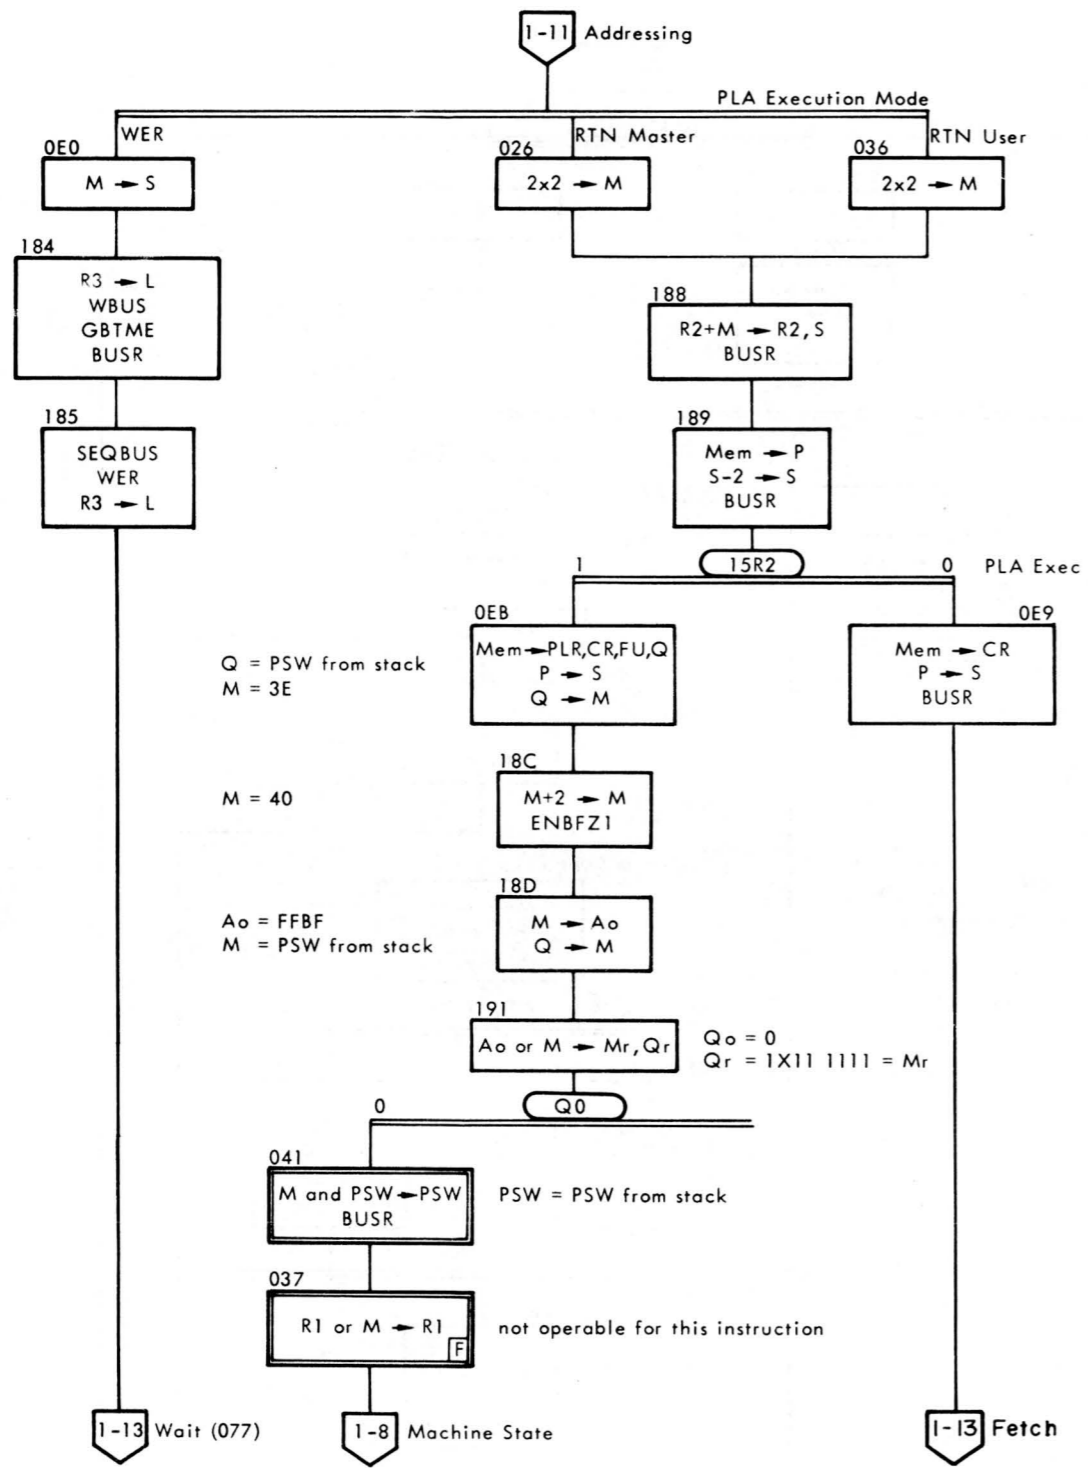 1-11 Addressing
PLA Execution Mode
WER
RTN Master
RTN User
0E0
026
036
M → S
2x2 → M
2x2 → M
184
R3 → L
WBUS
GBTME
BUSR
188
R2+M → R2,S
BUSR
185
SEQBUS
WER
R3 → L
189
Mem → P
S-2 → S
BUSR
15R2
1
0
PLA Exec
0EB
0E9
Q = PSW from stack
M = 3E
Mem→PLR,CR,FU,Q
P → S
Q → M
Mem → CR
P → S
BUSR
18C
M = 40
M+2 → M
ENBFZ1
18D
Ao = FFBF
M = PSW from stack
M → Ao
Q → M
191
Ao or M → Mr,Qr
Qo = 0
Qr = 1X11 1111 = Mr
Q0
0
041
M and PSW→PSW
BUSR
PSW = PSW from stack
037
R1 or M → R1
F
not operable for this instruction
1-13 Wait (077)
1-8 Machine State
1-13 Fetch